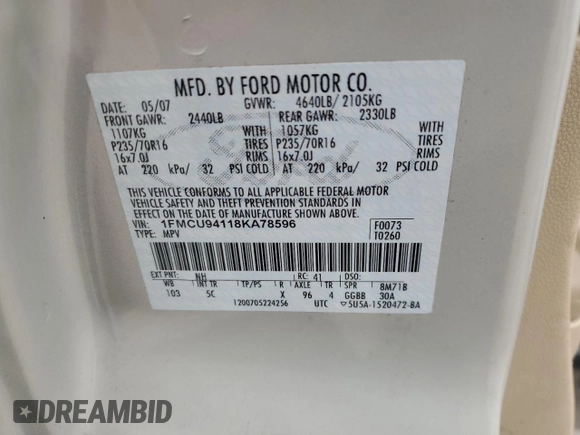 MFD. BY FORD MOTOR CO.
DATE: 05/07 GVWR: 4640LB/ 2105KG
FRONT GAWR: 2440LB REAR GAWR: 2330LB
1107KG WITH 1057KG WITH
P235/70R16 TIRES P235/70R16 TIRES
16x7.0J RIMS 16x7.0J RIMS
AT 220 kPa/ 32 PSI COLD AT 220 kPa/ 32 PSI COLD
THIS VEHICLE CONFORMS TO ALL APPLICABLE FEDERAL MOTOR
VEHICLE SAFETY AND THEFT PREVENTION STANDARDS IN
EFFECT ON THE DATE OF MANUFACTURE SHOWN ABOVE.
VIN: 1FMCU94118KA78596 F0073
TYPE: MPV T0260
EXT PNT: NH RC: 41 DSO:
WB INT TR TP/PS R AXLE TR SPR 8M71B
103 5C X 96 4 GGBB 30A
1200705224256 UTC ▽5U5A-1520472-BA
Ford
DREAMBID